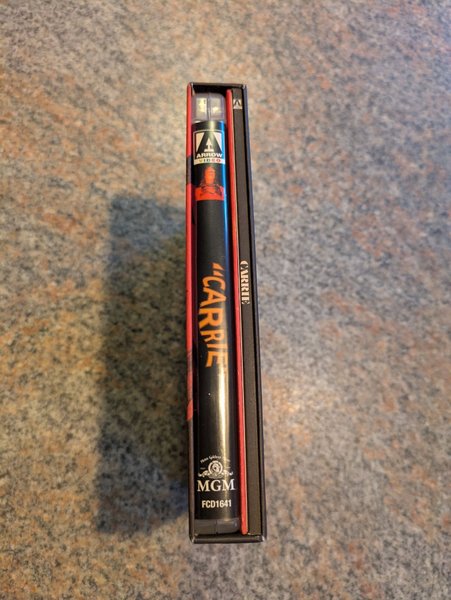 ARROW
VIDEO
"CARRIE"
MGM
FCD1641
CARRIE